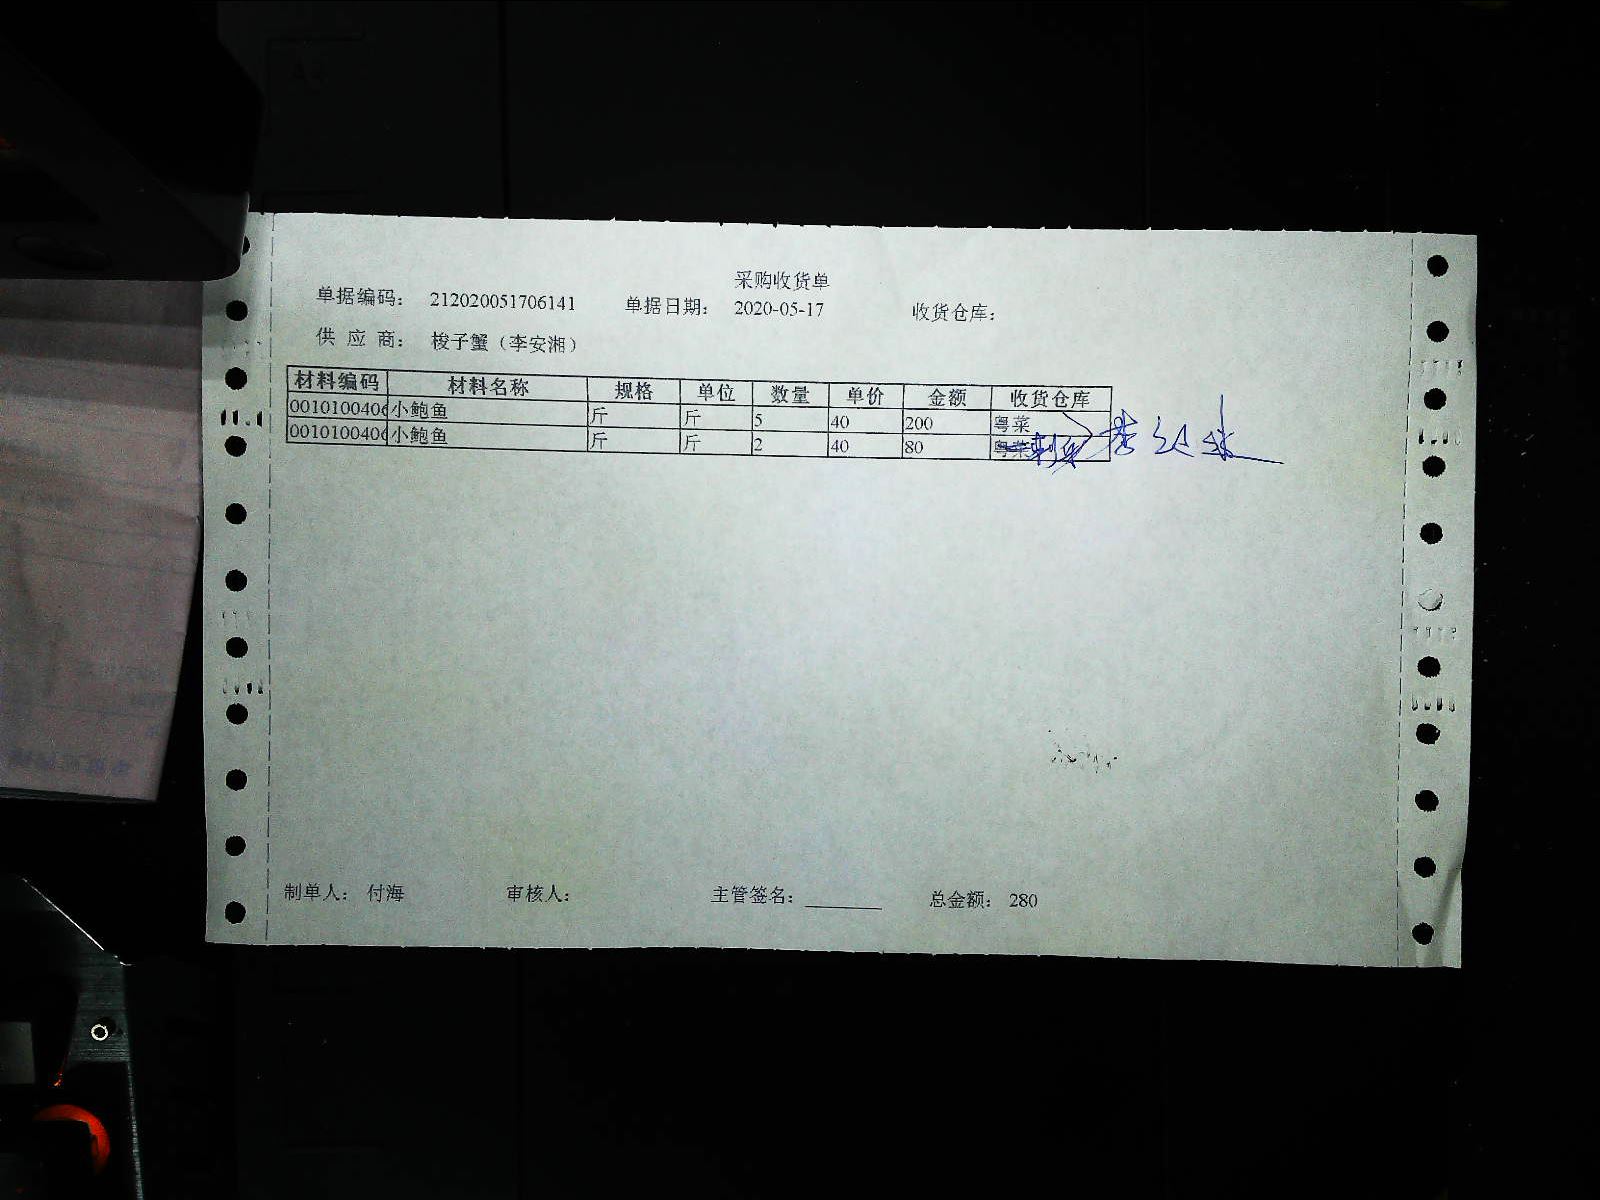 采购收货单
单据编码： 212020051706141 单据日期： 2020-05-17 收货仓库：
供 应 商： 梭子蟹（李安湘）
材料编码 材料名称 规格 单位 数量 单价 金额 收货仓库
0010100406 小鲍鱼 斤 斤 5 40 200 粤菜
0010100406 小鲍鱼 斤 斤 2 40 80 粤菜
制单人： 付海 审核人： 主管签名： 总金额： 280